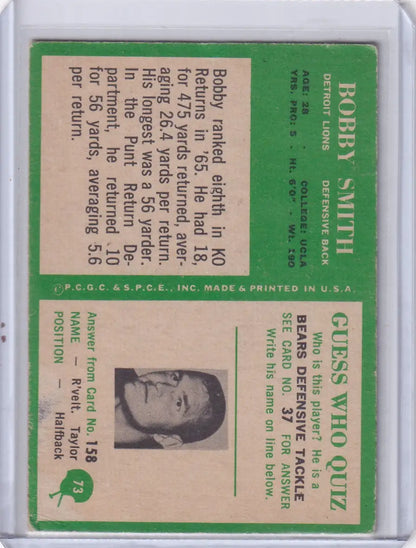 BOBBY SMITH
DETROIT LIONS DEFENSIVE BACK
AGE: 28 · COLLEGE: UCLA
YRS. PRO: 5 · Ht. 6'0" · Wt. 190
Bobby ranked eighth in KO
Returns in '65. He had 18,
for 475 yards returned, aver-
aging 26.4 yards per return.
His longest was a 56 yarder.
In the Punt Return De-
partment, he returned 10
for 56 yards, averaging 5.6
per return.
©P.C.G.C. & S.P.C.E., INC. MADE & PRINTED IN U.S.A.
GUESS WHO QUIZ
Who is this player? He is a
BEARS DEFENSIVE TACKLE
SEE CARD NO. 37 FOR ANSWER
Write his name on line below.
Answer from Card No. 158
NAME — R'velt. Taylor
POSITION — Halfback
73